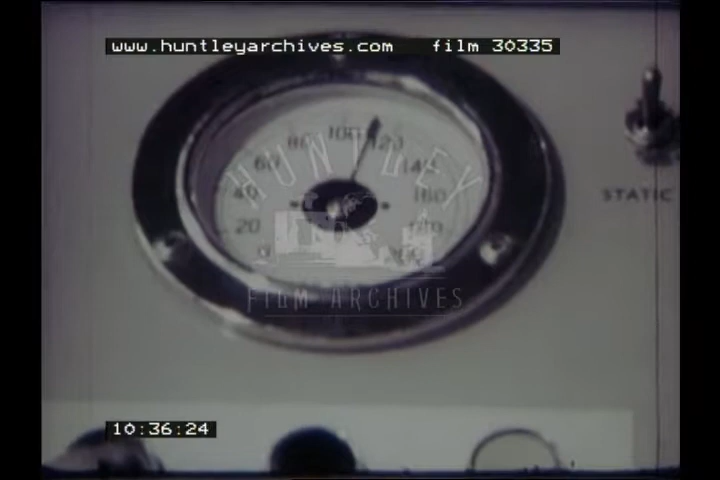 www.huntleyarchives.com film 30335
100
80 120
60 140
HUNTLEY
40 160
STATIC
20 180
0 200
FILM ARCHIVES
10:36:24